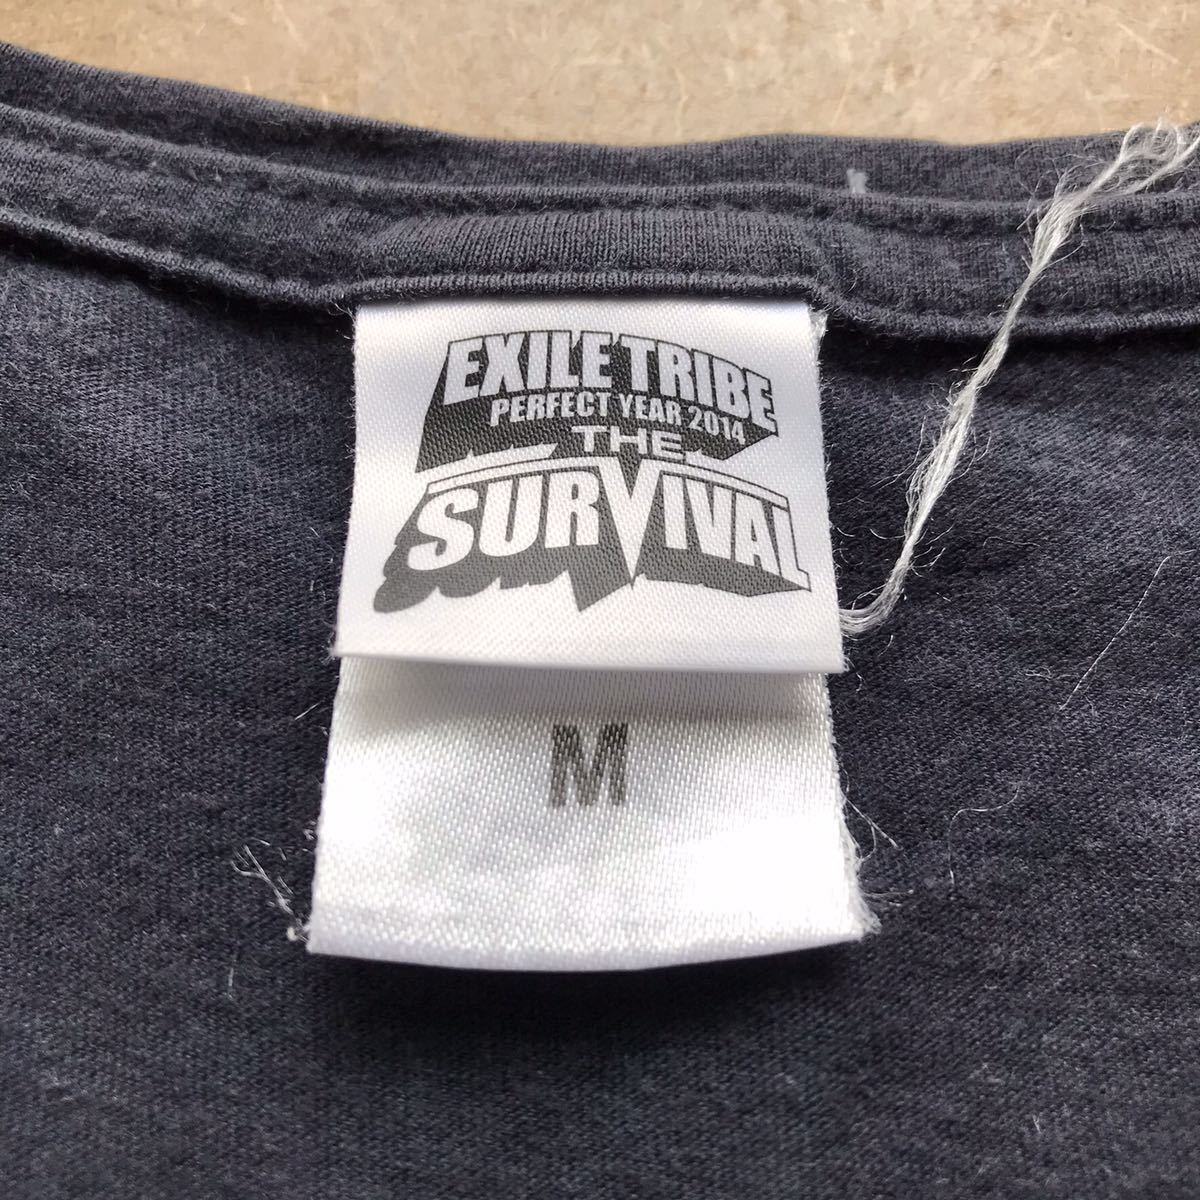 EXILE TRIBE
PERFECT YEAR 2014
THE
SURVIVAL
M